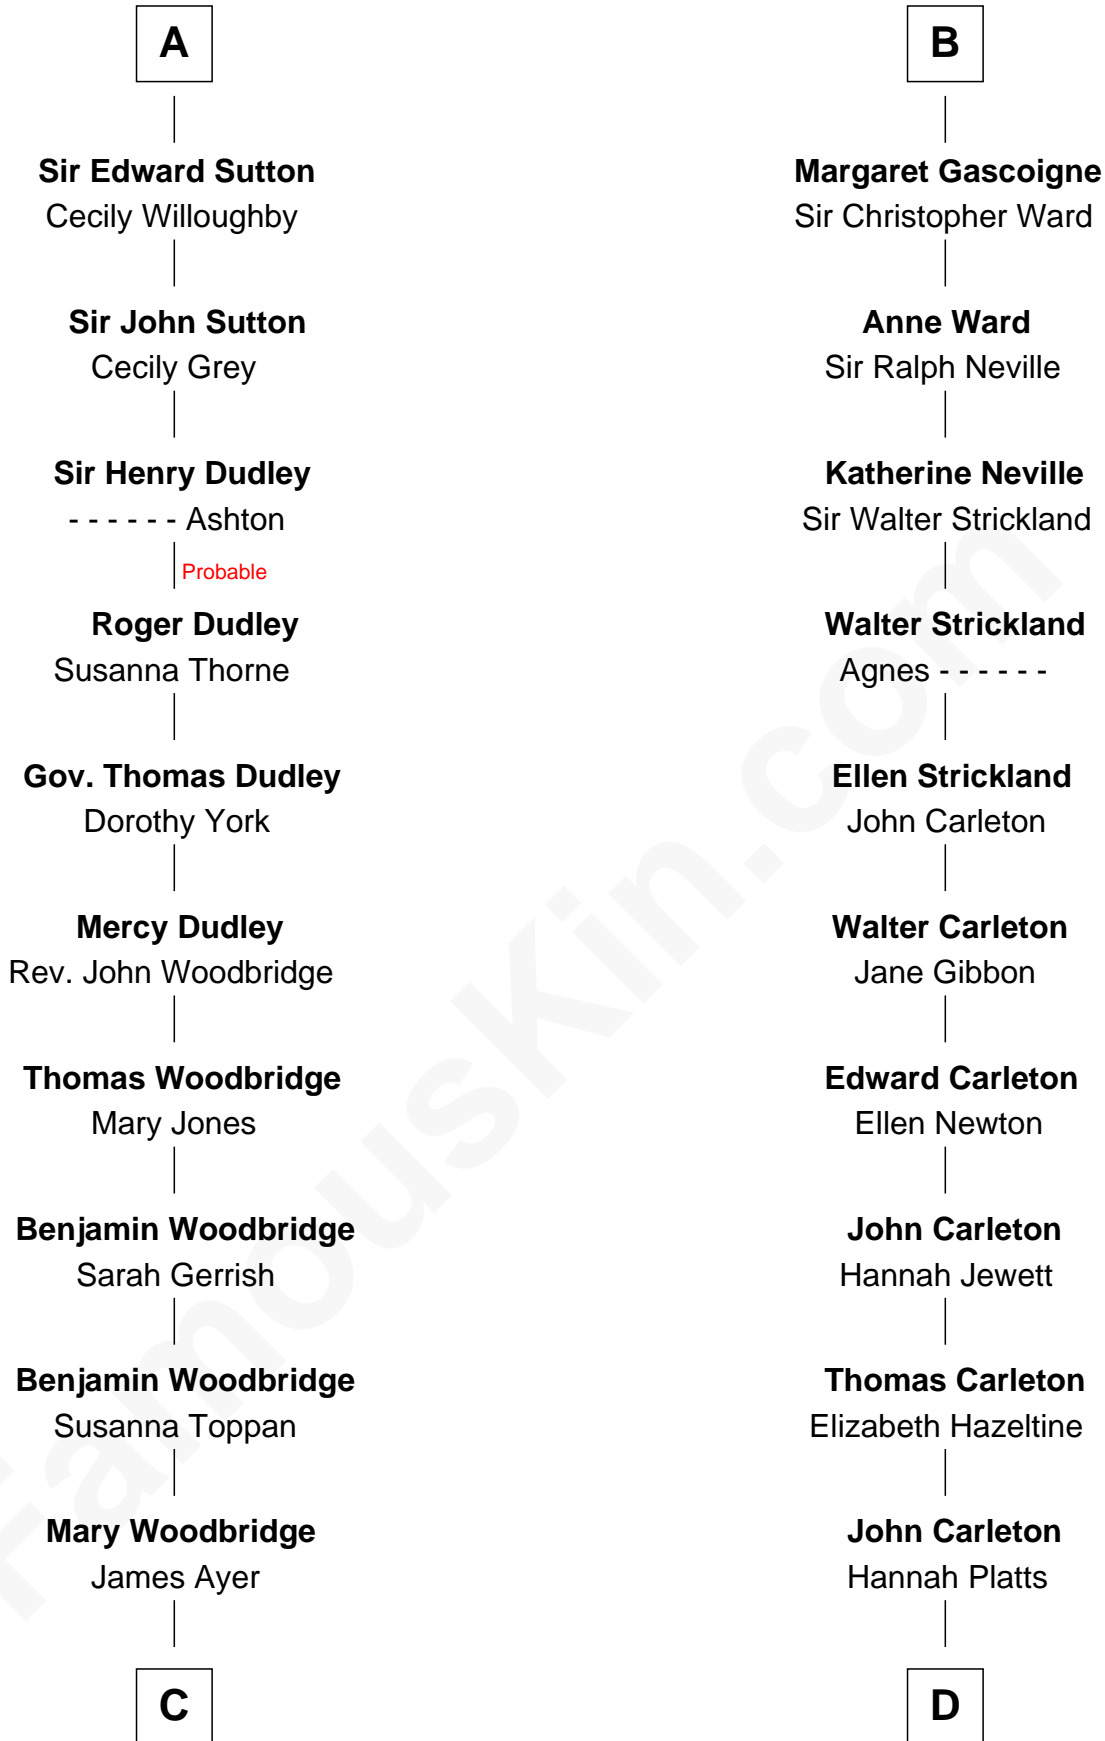 A
Sir Edward Sutton
Cecily Willoughby
Sir John Sutton
Cecily Grey
Sir Henry Dudley
- - - - - - Ashton
Probable
Roger Dudley
Susanna Thorne
Gov. Thomas Dudley
Dorothy York
Mercy Dudley
Rev. John Woodbridge
Thomas Woodbridge
Mary Jones
Benjamin Woodbridge
Sarah Gerrish
Benjamin Woodbridge
Susanna Toppan
Mary Woodbridge
James Ayer
C
B
Margaret Gascoigne
Sir Christopher Ward
Anne Ward
Sir Ralph Neville
Katherine Neville
Sir Walter Strickland
Walter Strickland
Agnes - - - - - -
Ellen Strickland
John Carleton
Walter Carleton
Jane Gibbon
Edward Carleton
Ellen Newton
John Carleton
Hannah Jewett
Thomas Carleton
Elizabeth Hazeltine
John Carleton
Hannah Platts
D
FamousKin.com